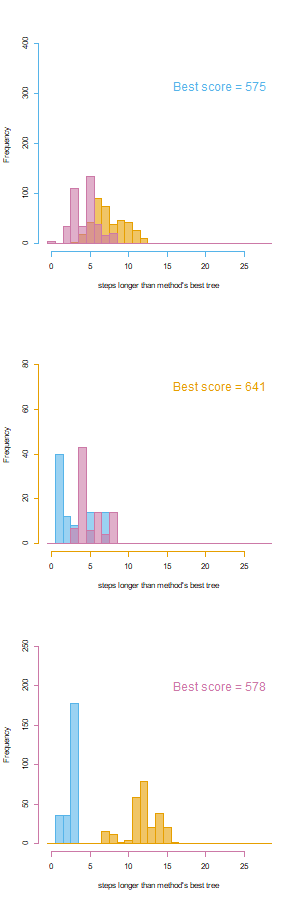 400
300
200
100
0
Frequency
Best score = 575
0 5 10 15 20 25
steps longer than method's best tree
80
60
40
20
0
Frequency
Best score = 641
0 5 10 15 20 25
steps longer than method's best tree
250
200
150
100
50
0
Frequency
Best score = 578
0 5 10 15 20 25
steps longer than method's best tree